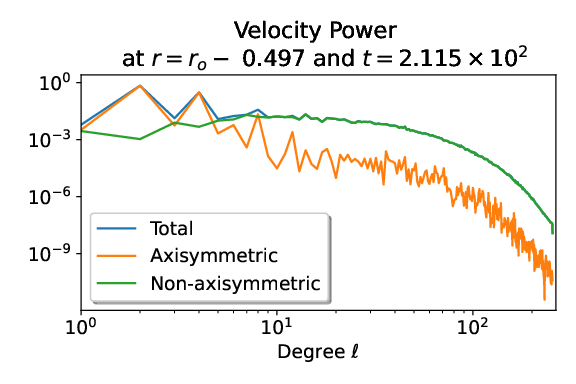 Velocity Power
at r = r_o − 0.497 and t = 2.115 × 10^2
10^0
10^−3
10^−6
10^−9
Total
Axisymmetric
Non-axisymmetric
10^0 10^1 10^2
Degree ℓ